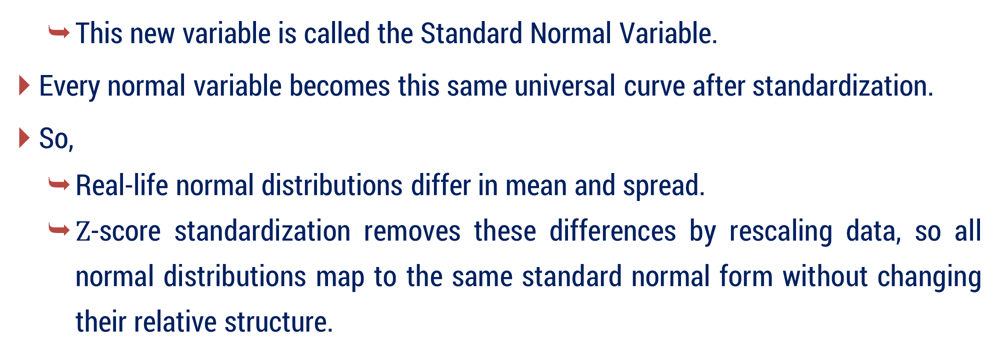 This new variable is called the Standard Normal Variable.
Every normal variable becomes this same universal curve after standardization.
So,
Real-life normal distributions differ in mean and spread.
Z-score standardization removes these differences by rescaling data, so all
normal distributions map to the same standard normal form without changing
their relative structure.